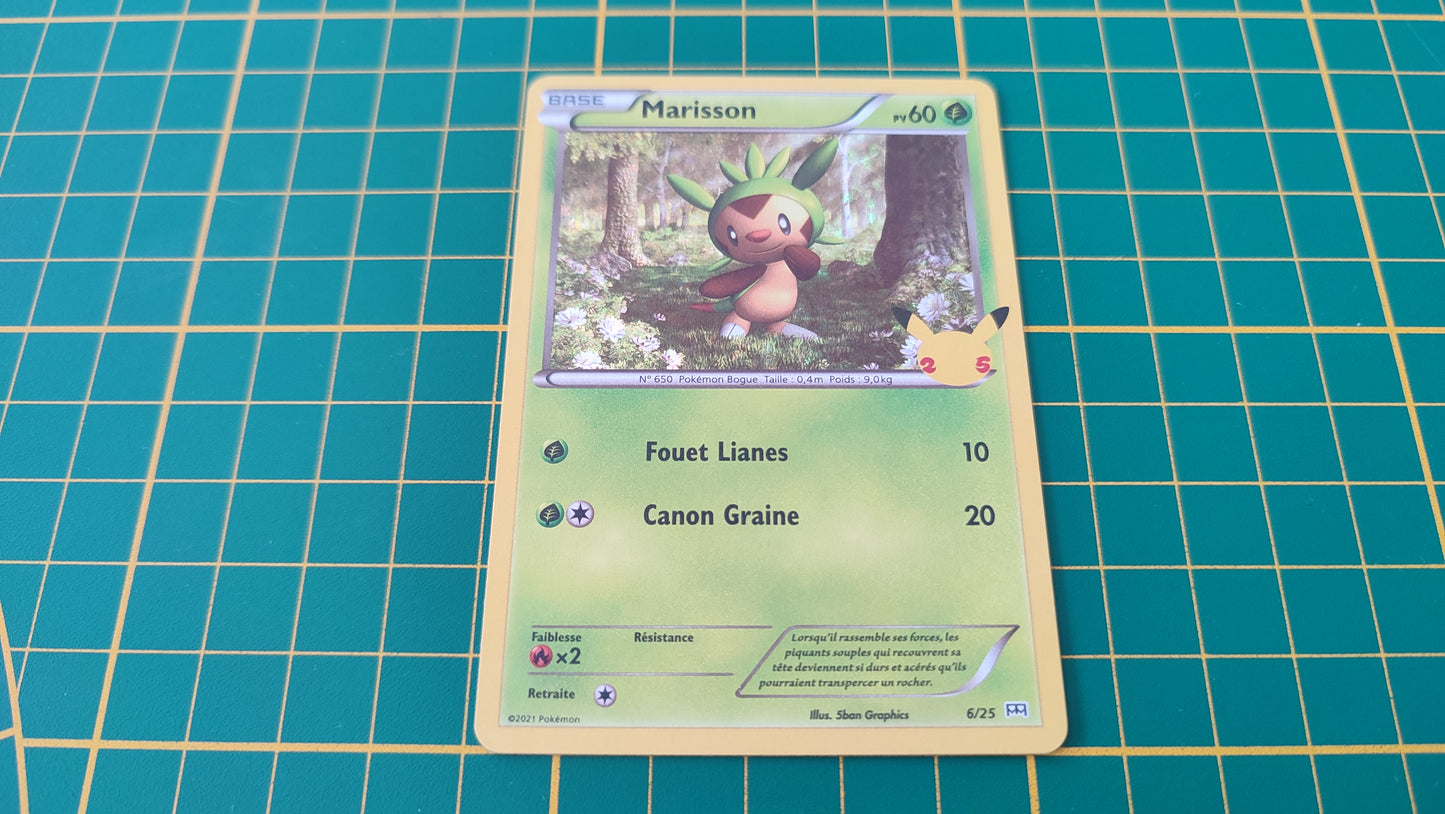 BASE Marisson PV60
Nº 650 Pokémon Bogue Taille : 0,4m Poids : 9,0kg
25
Fouet Lianes 10
Canon Graine 20
Faiblesse Résistance
×2
Retraite
Lorsqu'il rassemble ses forces, les
piquants souples qui recouvrent sa
tête deviennent si durs et acérés qu'ils
pourraient transpercer un rocher.
©2021 Pokémon
Illus. 5ban Graphics
6/25